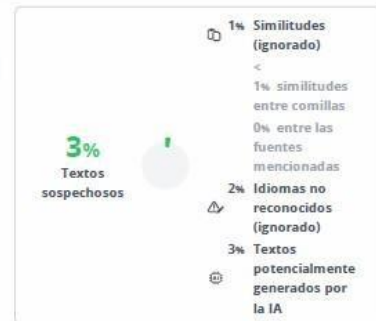 3%
Textos
sospechosos
1% Similitudes
(ignorado)
<
1% similitudes
entre comillas
0% entre las
fuentes
mencionadas
2% Idiomas no
reconocidos
(ignorado)
3% Textos
potencialmente
generados por
la IA